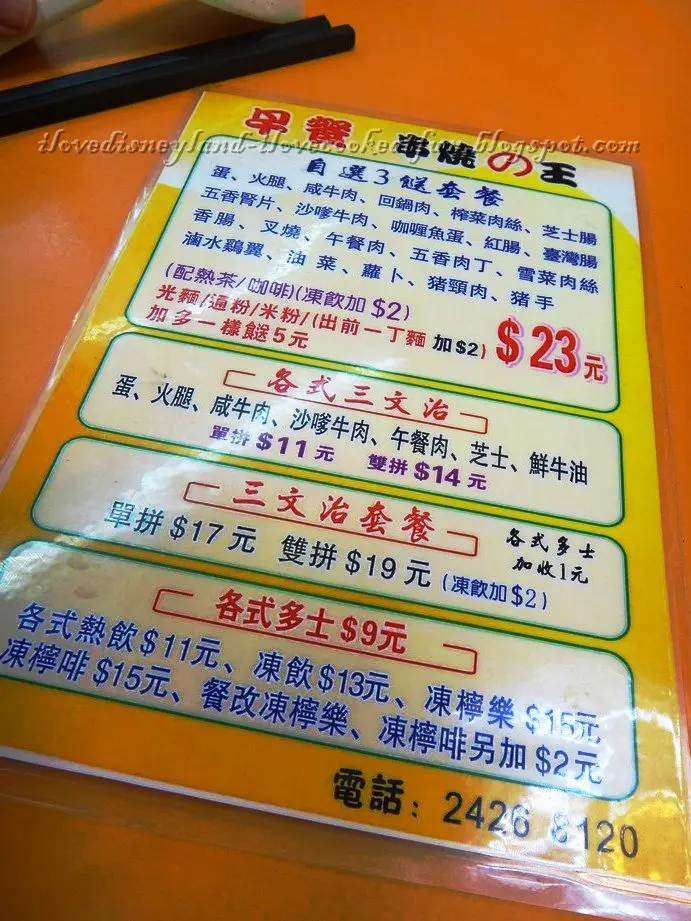 早餐 串燒の王
ilovedisneyland-ilovecookedfun.blogspot.com
自選3餸套餐
蛋、火腿、咸牛肉、回鍋肉、榨菜肉絲、芝士腸
五香腎片、沙嗲牛肉、咖喱魚蛋、紅腸、臺灣腸
香腸、叉燒、午餐肉、五香肉丁、雪菜肉絲
滷水鷄翼、油菜、蘿卜、猪頸肉、猪手
(配熱茶/咖啡)(凍飲加$2)
光麵/通粉/米粉/(出前一丁麵 加$2)
加多一樣餸5元
$23元
各式三文治
蛋、火腿、咸牛肉、沙嗲牛肉、午餐肉、芝士、鮮牛油
單拼$11元 雙拼$14元
三文治套餐
單拼$17元 雙拼$19元(凍飲加$2)
各式多士
加收1元
各式多士$9元
各式熱飲$11元、凍飲$13元、凍檸樂$15元
凍檸啡$15元、餐改凍檸樂、凍檸啡另加$2元
電話：2426 8120